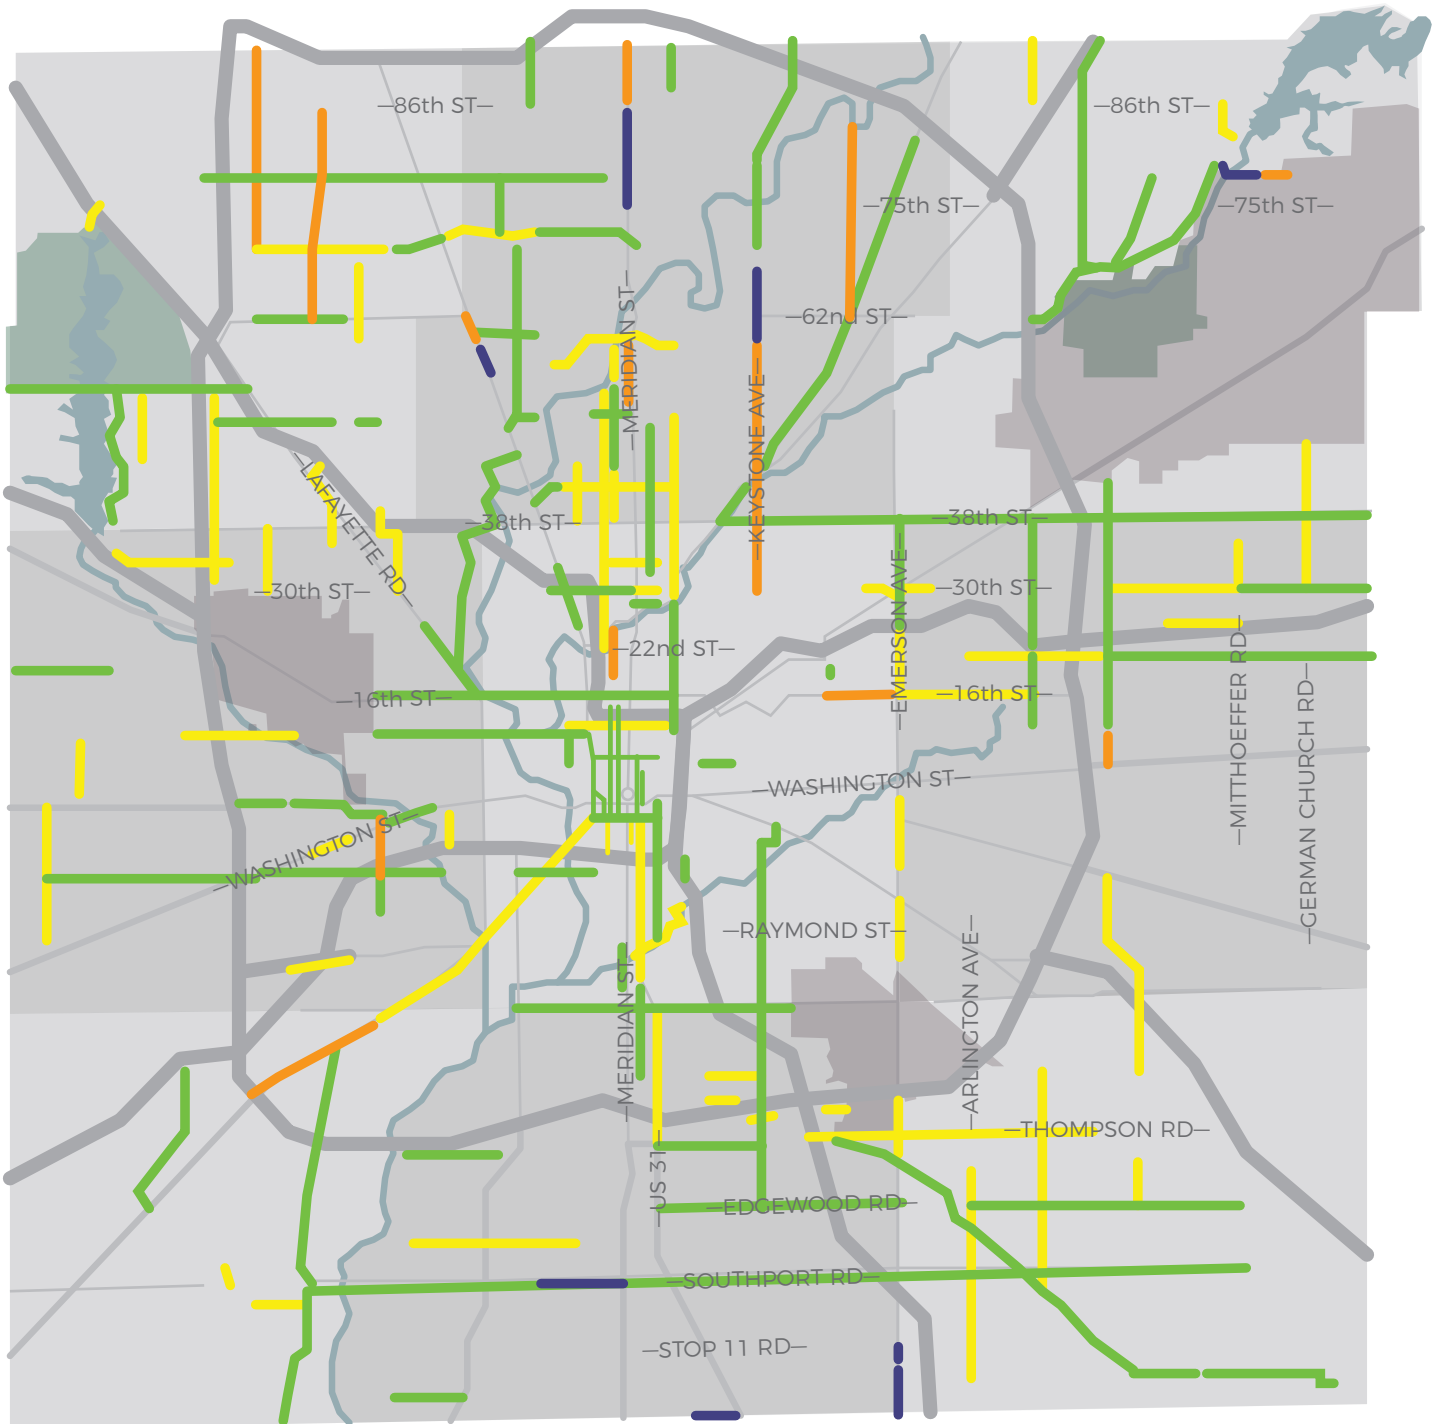 86th ST
86th ST
75th ST
75th ST
MERIDIAN ST
62nd ST
KEYSTONE AVE
LAFAYETTE RD
38th ST
38th ST
30th ST
EMERSON AVE
30th ST
22nd ST
MITTHOEFFER RD
GERMAN CHURCH RD
16th ST
16th ST
WASHINGTON ST
WASHINGTON ST
RAYMOND ST
MERIDIAN ST
ARLINGTON AVE
THOMPSON RD
US 31
EDGEWOOD RD
SOUTHPORT RD
STOP 11 RD